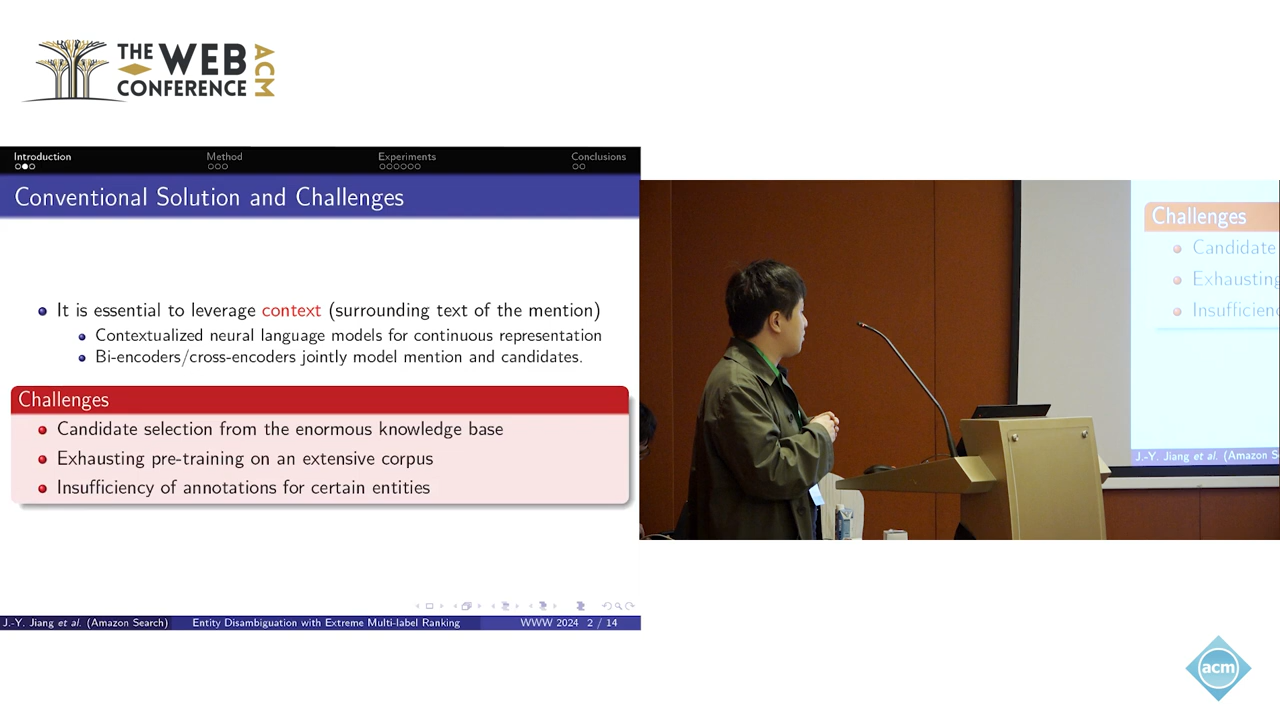 THE WEB
CONFERENCE
ACM
Introduction
Method
Experiments
Conclusions
Conventional Solution and Challenges
It is essential to leverage context (surrounding text of the mention)
Contextualized neural language models for continuous representation
Bi-encoders/cross-encoders jointly model mention and candidates.
Challenges
Candidate selection from the enormous knowledge base
Exhausting pre-training on an extensive corpus
Insufficiency of annotations for certain entities
J.-Y. Jiang et al. (Amazon Search)
Entity Disambiguation with Extreme Multi-label Ranking
WWW 2024 2 / 14
Challenges
Candidate
Exhausting
Insufficien
J.-Y. Jiang et al. (Amazon S
acm